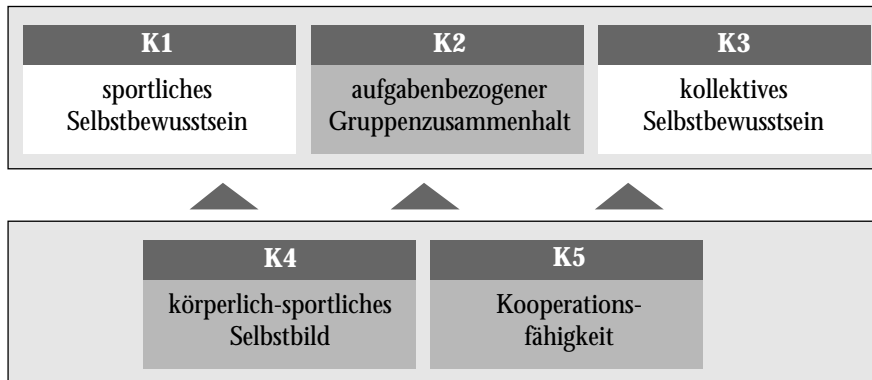 K1
sportliches
Selbstbewusstsein
K2
aufgabenbezogener
Gruppenzusammenhalt
K3
kollektives
Selbstbewusstsein
K4
körperlich-sportliches
Selbstbild
K5
Kooperations-
fähigkeit